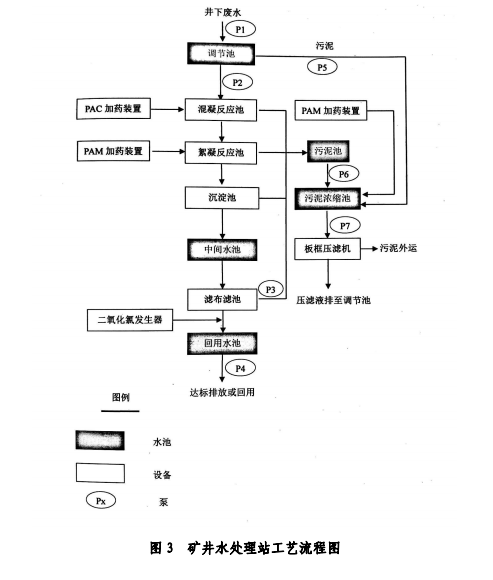 井下废水
P1
调节池
污泥
P5
P2
PAC 加药装置
混凝反应池
PAM 加药装置
PAM 加药装置
絮凝反应池
污泥池
P6
沉淀池
污泥浓缩池
P7
中间水池
板框压滤机
污泥外运
P3
滤布滤池
压滤液排至调节池
二氧化氯发生器
回用水池
P4
达标排放或回用
图例
水池
设备
Px
泵
图 3 矿井水处理站工艺流程图